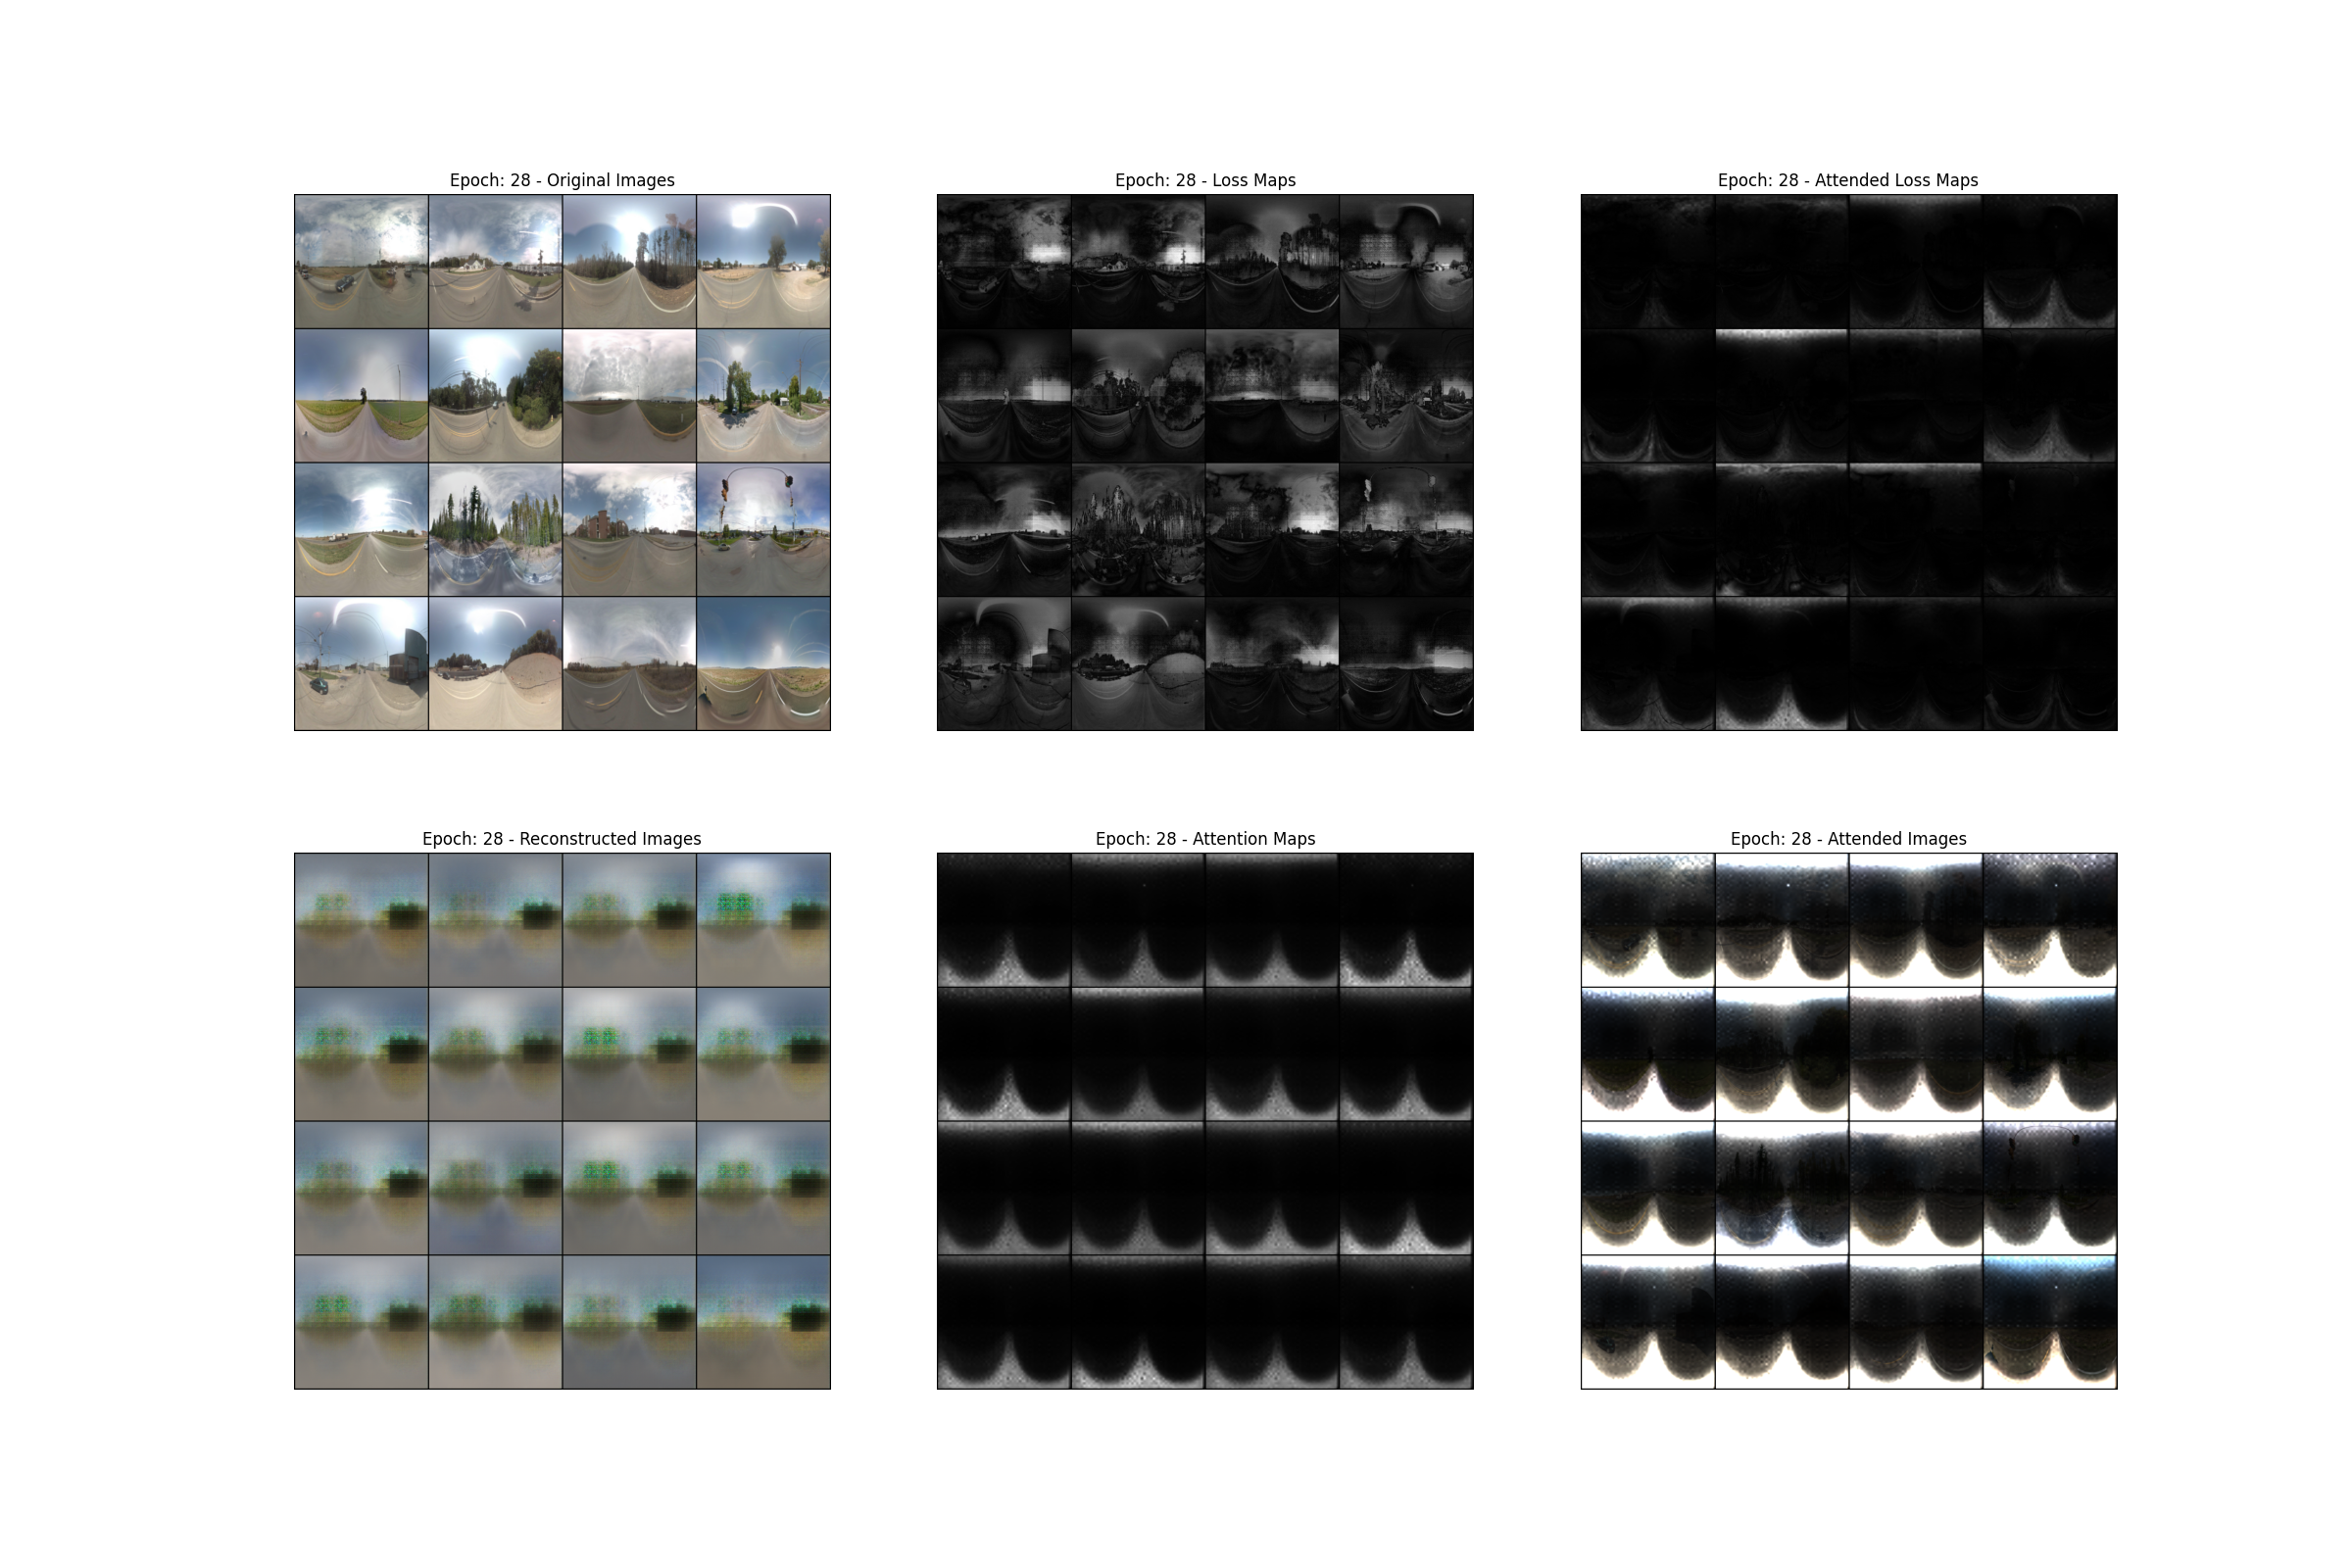 Epoch: 28 - Original Images
Epoch: 28 - Loss Maps
Epoch: 28 - Attended Loss Maps
Epoch: 28 - Reconstructed Images
Epoch: 28 - Attention Maps
Epoch: 28 - Attended Images